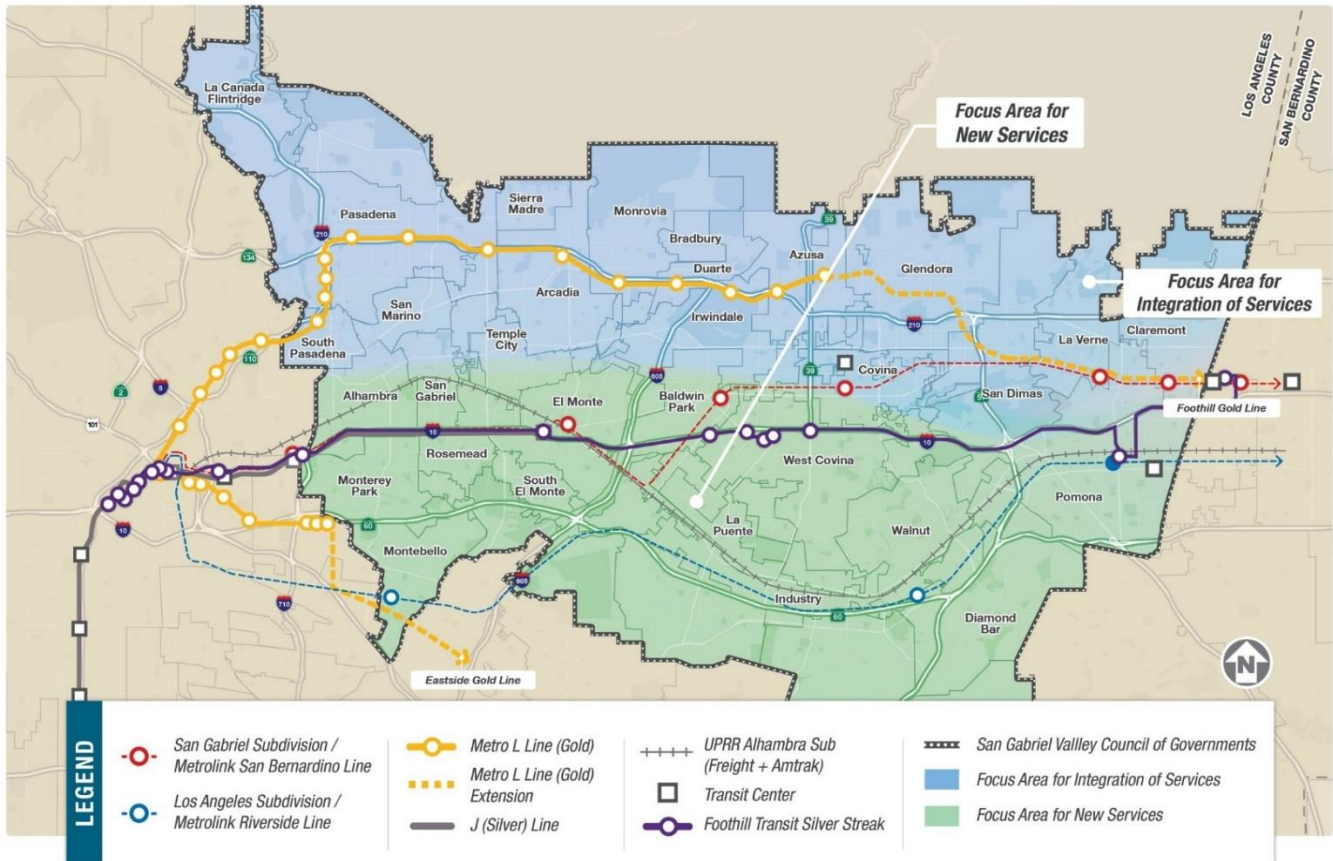 LOS ANGELES
COUNTY
SAN BERNARDINO
COUNTY
La Canada
Flintridge
Focus Area for
New Services
Sierra
Madre
Monrovia
Pasadena
210
39
134
Bradbury
Duarte
Azusa
Glendora
Focus Area for
Integration of Services
Arcadia
San
Marino
Irwindale
210
La Verne
Claremont
Temple
City
South
Pasadena
110
2
5
605
39
Covina
San Dimas
Foothill Gold Line
Alhambra
San
Gabriel
El Monte
Baldwin
Park
101
10
10
Rosemead
West Covina
Monterey
Park
South
El Monte
Pomona
10
60
La
Puente
Walnut
Montebello
605
710
Industry
60
Diamond
Bar
Eastside Gold Line
N
LEGEND
San Gabriel Subdivision /
Metrolink San Bernardino Line
Los Angeles Subdivision /
Metrolink Riverside Line
Metro L Line (Gold)
Metro L Line (Gold)
Extension
J (Silver) Line
UPRR Alhambra Sub
(Freight + Amtrak)
Transit Center
Foothill Transit Silver Streak
San Gabriel Vallley Council of Governments
Focus Area for Integration of Services
Focus Area for New Services